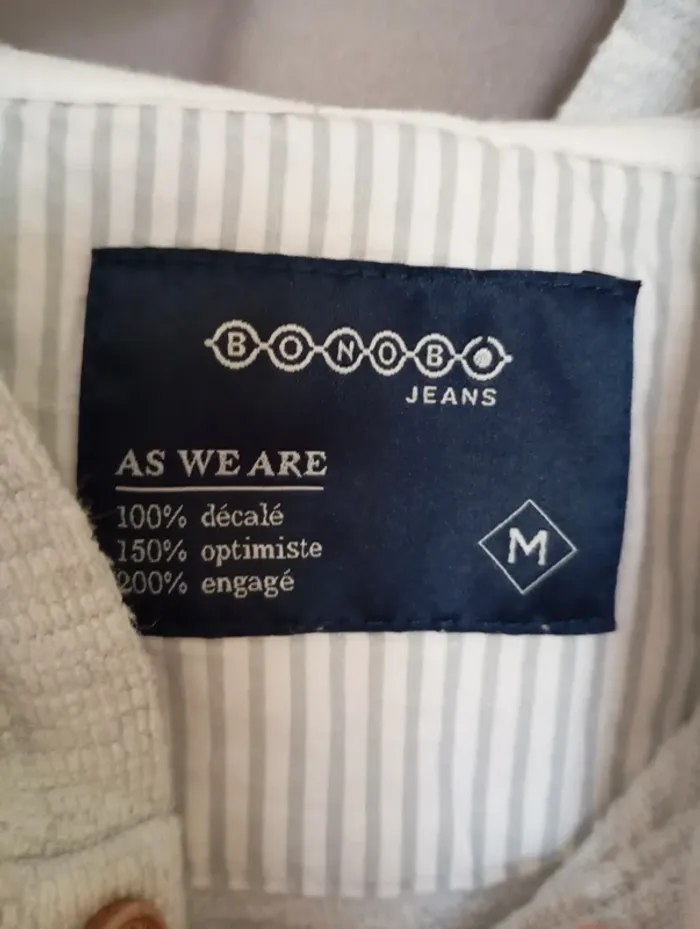 BONOBO
JEANS
AS WE ARE
100% décalé
150% optimiste
200% engagé
M